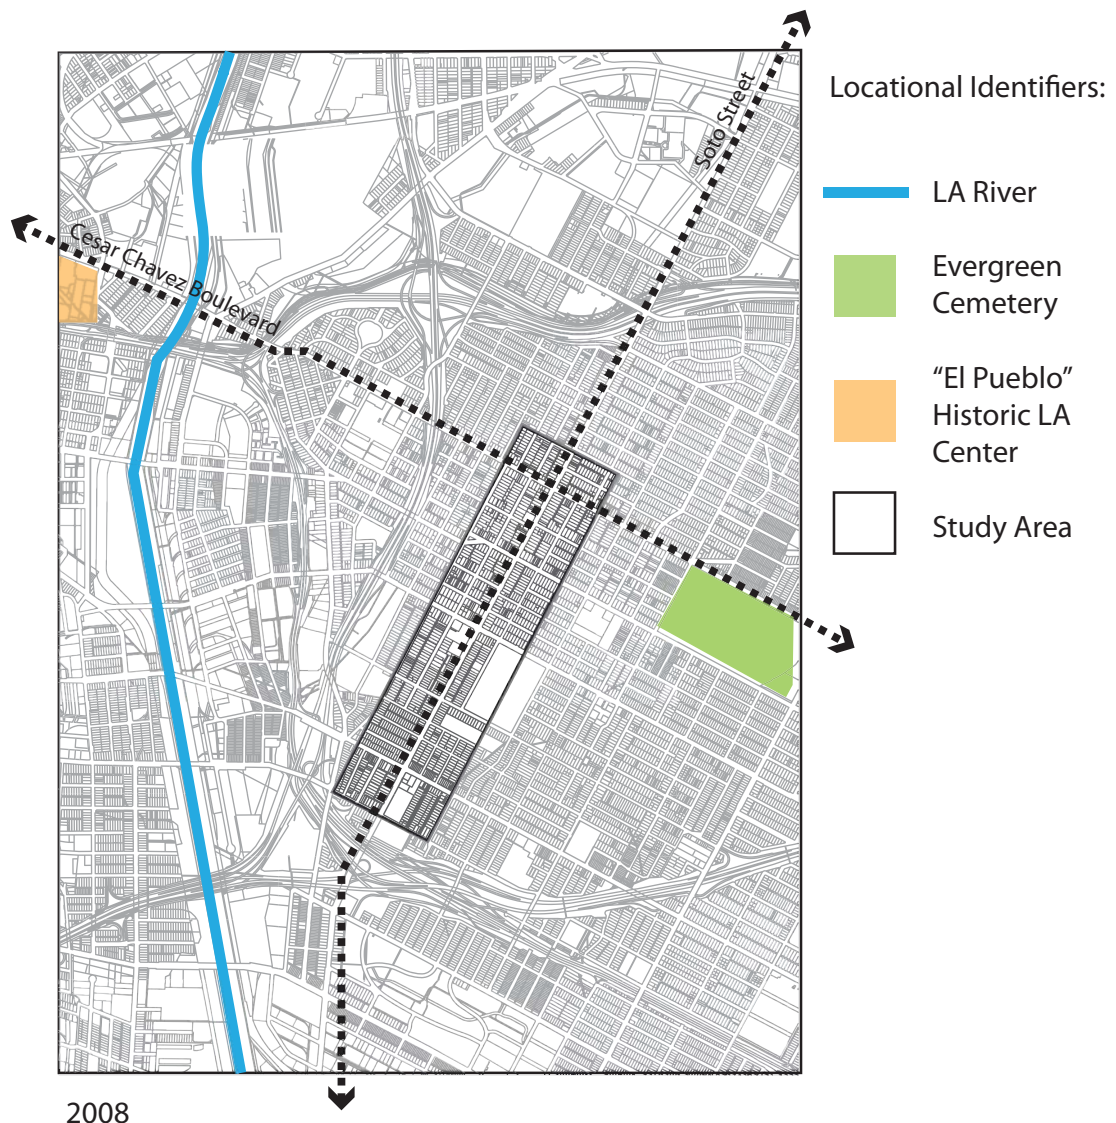 Locational Identifiers:
Soto Street
LA River
Cesar Chavez Boulevard
Evergreen
Cemetery
“El Pueblo”
Historic LA
Center
Study Area
2008